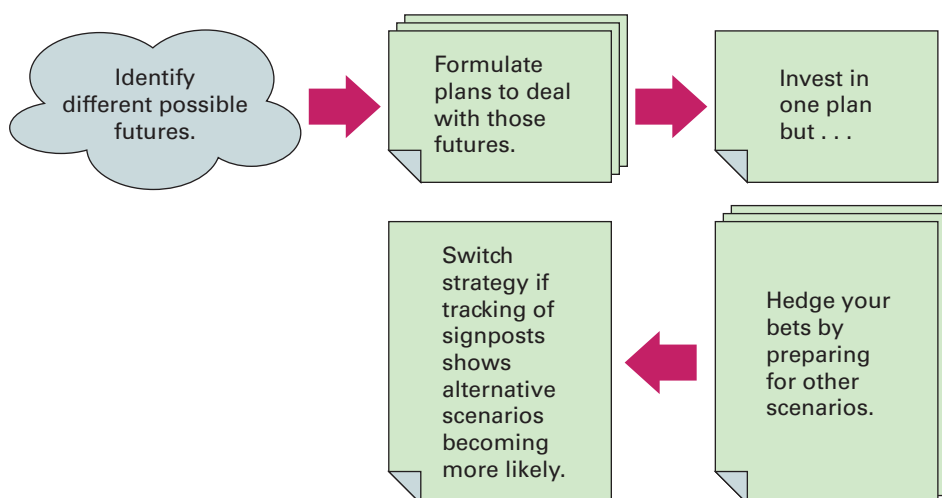 Identify
different possible
futures.
Formulate
plans to deal
with those
futures.
Invest in
one plan
but . . .
Hedge your
bets by
preparing
for other
scenarios.
Switch
strategy if
tracking of
signposts
shows
alternative
scenarios
becoming
more likely.